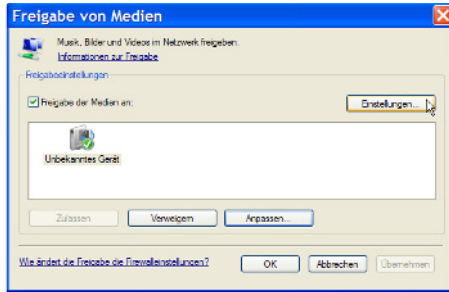 Freigabe von Medien
Musik, Bilder und Videos im Netzwerk freigeben.
Informationen zur Freigabe
Freigabeeinstellungen
Freigabe der Medien an:
Einstellungen...
Unbekanntes Gerät
Zulassen
Verweigern
Anpassen...
Wie ändert die Freigabe die Firewalleinstellungen?
OK
Abbrechen
Übernehmen